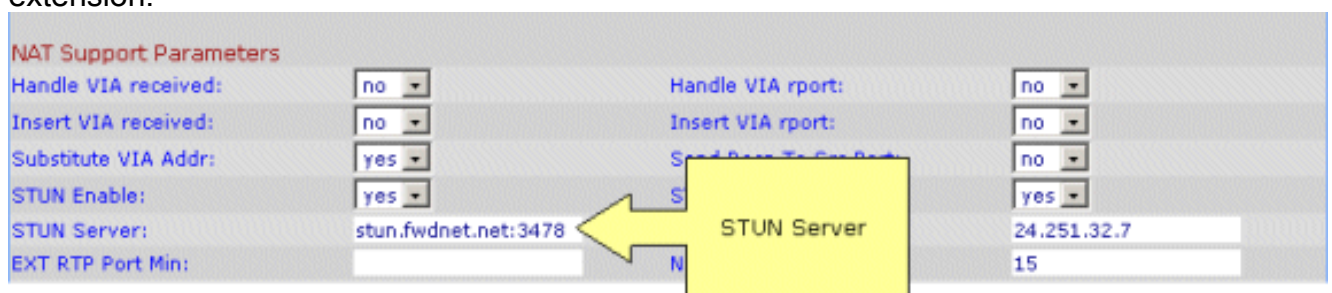 extension.
NAT Support Parameters
Handle VIA received: no Handle VIA rport: no
Insert VIA received: no Insert VIA rport: no
Substitute VIA Addr: yes no
STUN Enable: yes yes
STUN Server: stun.fwdnet.net:3478 STUN Server 24.251.32.7
EXT RTP Port Min: 15